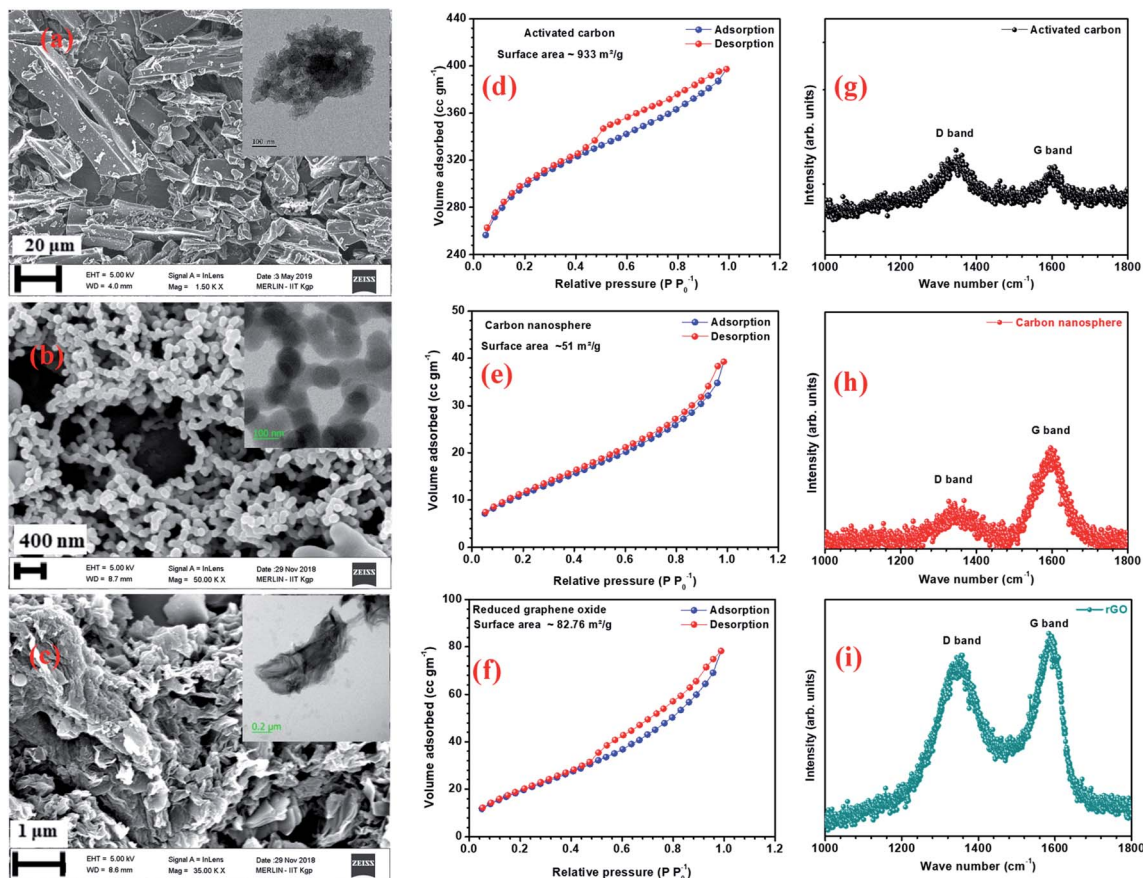 (a)
100 nm
20 µm
EHT = 5.00 kV
WD = 4.0 mm
Signal A = InLens
Mag = 1.50 K X
Date :3 May 2019
MERLIN - IIT Kgp
ZEISS
(b)
100 nm
400 nm
EHT = 5.00 kV
WD = 8.7 mm
Signal A = InLens
Mag = 50.00 K X
Date :29 Nov 2018
MERLIN - IIT Kgp
ZEISS
(c)
0.2 µm
1 µm
EHT = 5.00 kV
WD = 8.6 mm
Signal A = InLens
Mag = 35.00 K X
Date :29 Nov 2018
MERLIN - IIT Kgp
ZEISS
(d)
Activated carbon
Surface area ~ 933 m²/g
Adsorption
Desorption
Volume adsorbed (cc gm⁻¹)
440
400
360
320
280
240
0.0 0.2 0.4 0.6 0.8 1.0 1.2
Relative pressure (P P₀⁻¹)
(e)
Carbon nanosphere
Surface area ~51 m²/g
Adsorption
Desorption
Volume adsorbed (cc gm⁻¹)
50
40
30
20
10
0
0.0 0.2 0.4 0.6 0.8 1.0 1.2
Relative pressure (P P₀⁻¹)
(f)
Reduced graphene oxide
Surface area ~ 82.76 m²/g
Adsorption
Desorption
Volume adsorbed (cc gm⁻¹)
100
80
60
40
20
0
0.0 0.2 0.4 0.6 0.8 1.0 1.2
Relative pressure (P P₀⁻¹)
(g)
Activated carbon
D band
G band
Intensity (arb. units)
1000 1200 1400 1600 1800
Wave number (cm⁻¹)
(h)
Carbon nanosphere
D band
G band
Intensity (arb. units)
1000 1200 1400 1600 1800
Wave number (cm⁻¹)
(i)
rGO
D band
G band
Intensity (arb. units)
1000 1200 1400 1600 1800
Wave number (cm⁻¹)